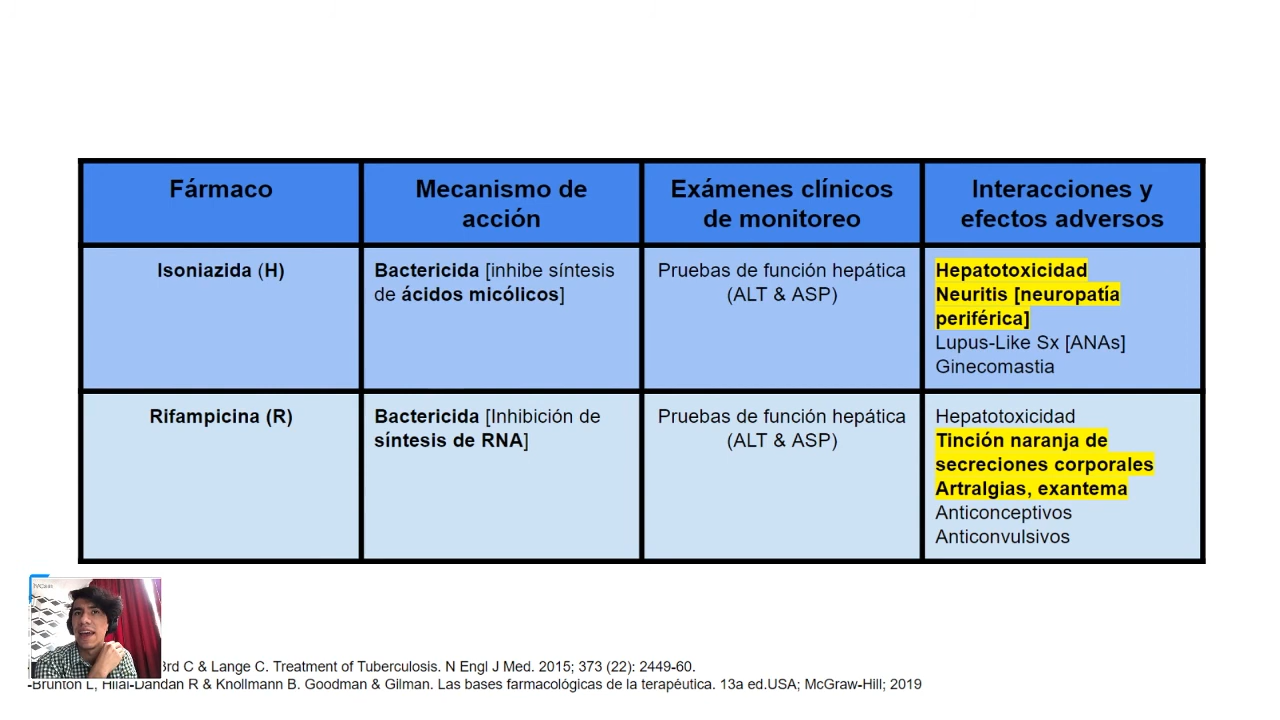 Fármaco
Mecanismo de
acción
Exámenes clínicos
de monitoreo
Interacciones y
efectos adversos
Isoniazida (H)
Bactericida [inhibe síntesis
de ácidos micólicos]
Pruebas de función hepática
(ALT & ASP)
Hepatotoxicidad
Neuritis [neuropatía
periférica]
Lupus-Like Sx [ANAs]
Ginecomastia
Rifampicina (R)
Bactericida [Inhibición de
síntesis de RNA]
Pruebas de función hepática
(ALT & ASP)
Hepatotoxicidad
Tinción naranja de
secreciones corporales
Artralgias, exantema
Anticonceptivos
Anticonvulsivos
C & Lange C. Treatment of Tuberculosis. N Engl J Med. 2015; 373 (22): 2449-60.
-Brunton L, Hilal-Dandan R & Knollmann B. Goodman & Gilman. Las bases farmacológicas de la terapéutica. 13a ed.USA; McGraw-Hill; 2019